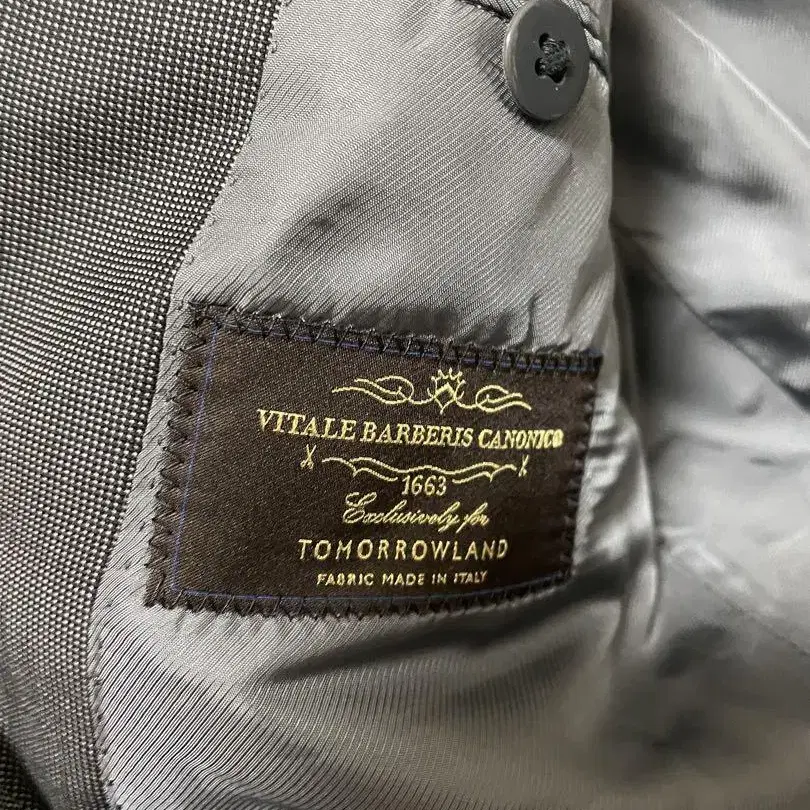 VITALE BARBERIS CANONICO
1663
Exclusively for
TOMORROWLAND
FABRIC MADE IN ITALY